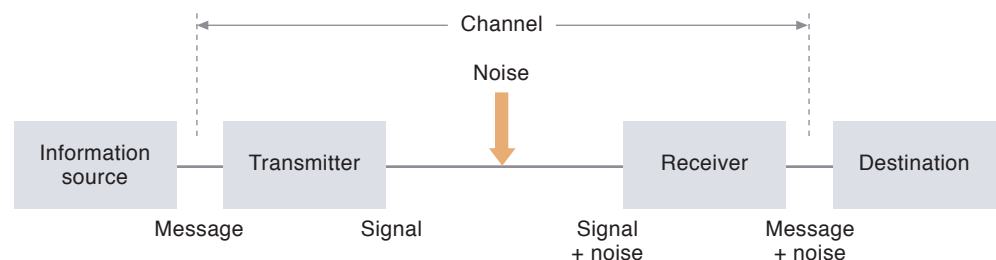 Channel
Noise
Information
source
Transmitter
Receiver
Destination
Message
Signal
Signal
+ noise
Message
+ noise